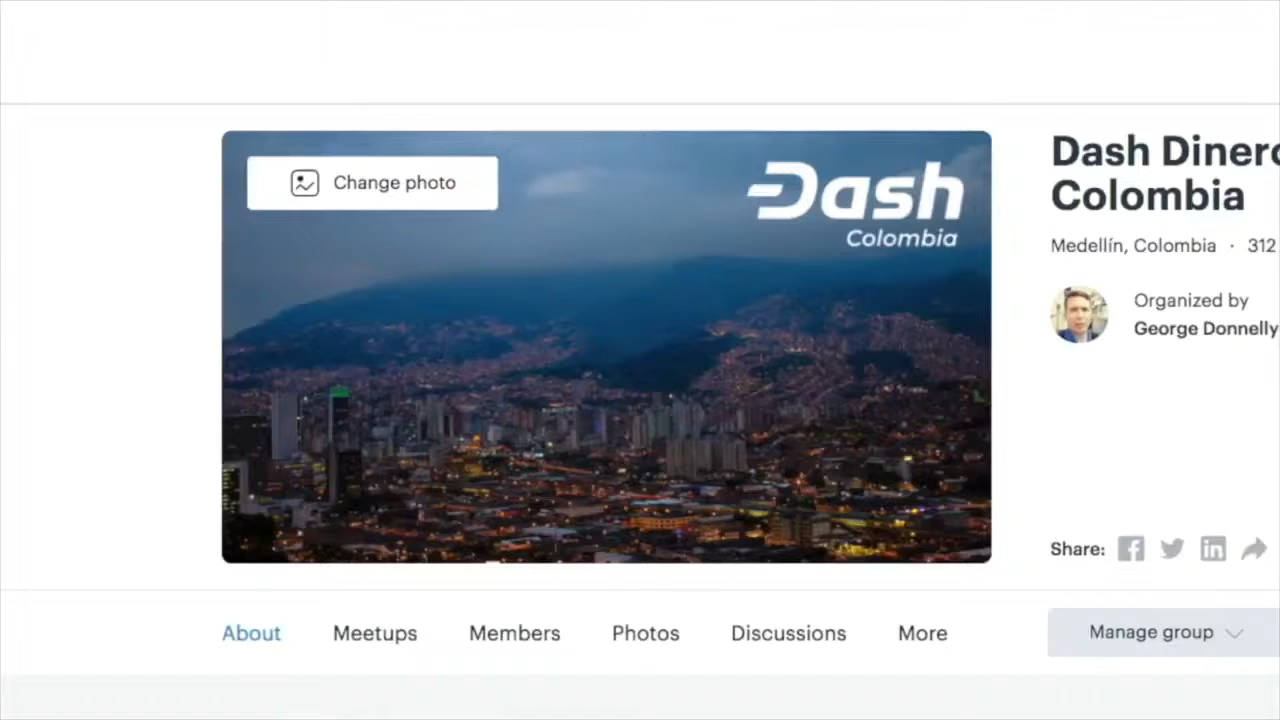 Change photo
Dash
Colombia
Dash Diner
Colombia
Medellín, Colombia · 312
Organized by
George Donnelly
Share:
About
Meetups
Members
Photos
Discussions
More
Manage group